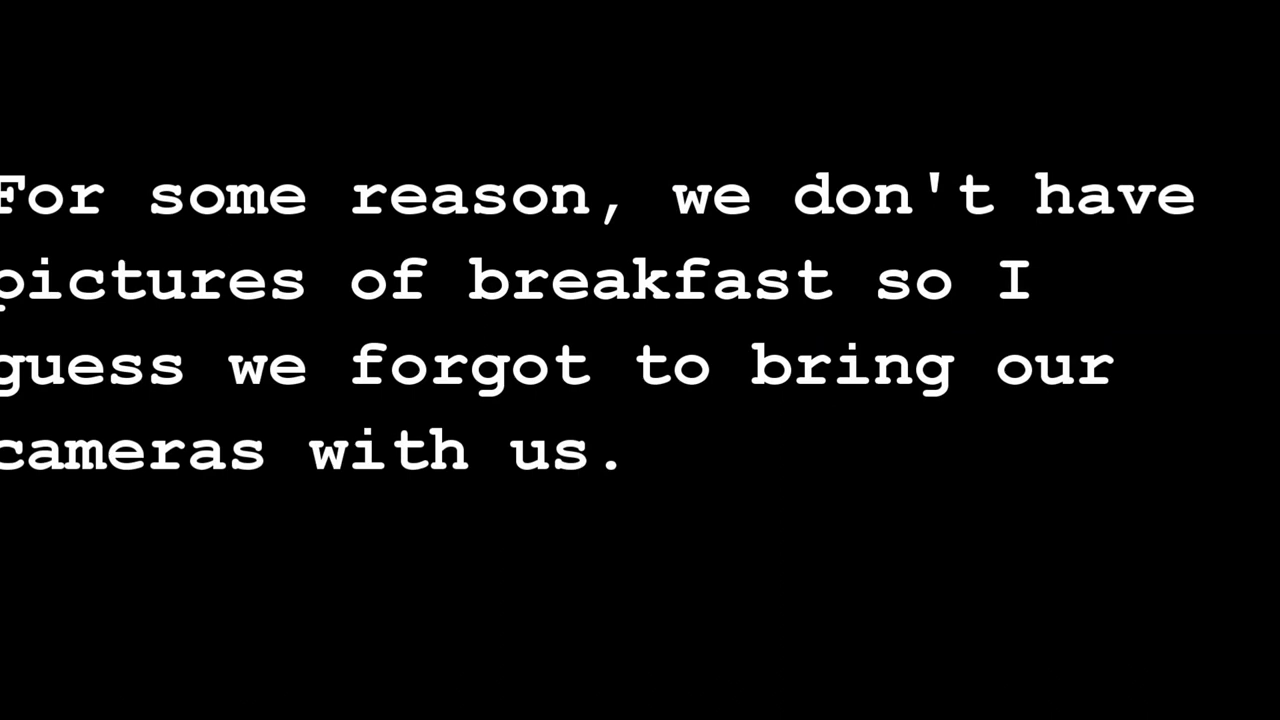 For some reason, we don't have
pictures of breakfast so I
guess we forgot to bring our
cameras with us.